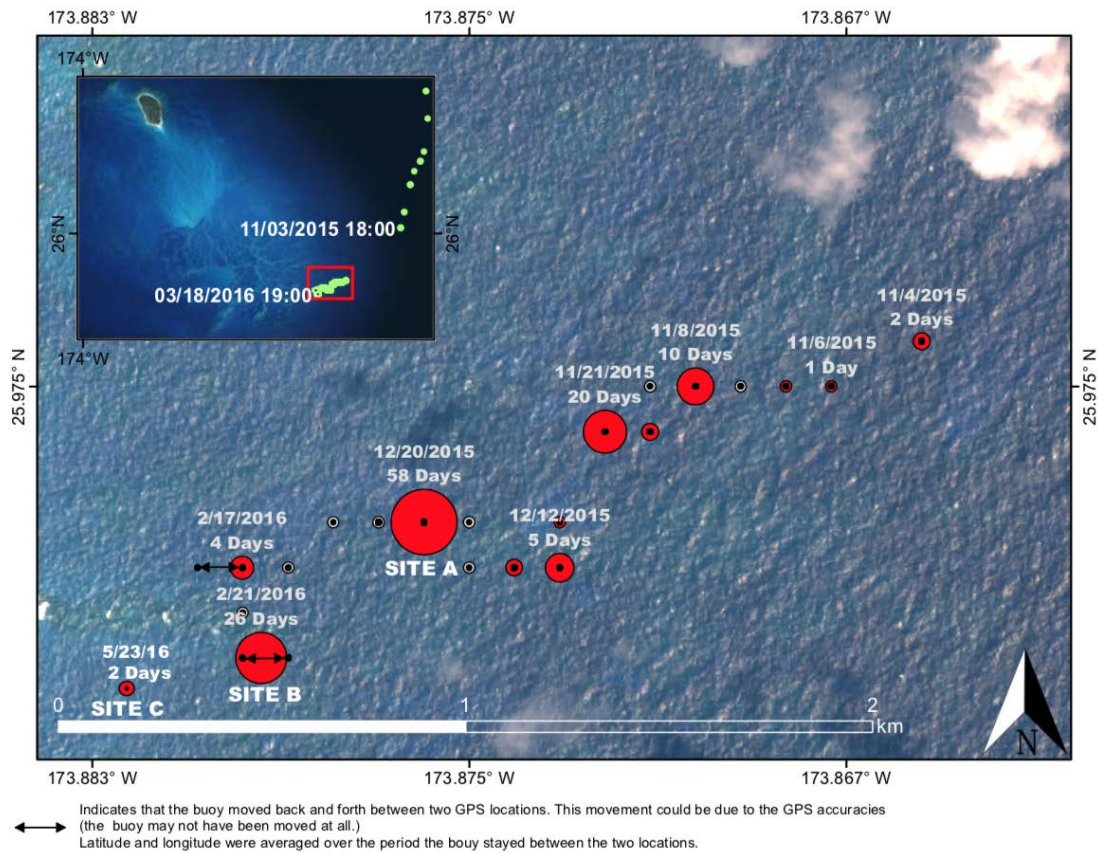 173.883° W
173.875° W
173.867° W
174°W
26°N
11/03/2015 18:00
26°N
03/18/2016 19:00
174°W
11/4/2015
2 Days
11/6/2015
1 Day
11/8/2015
10 Days
25.975° N
25.975° N
11/21/2015
20 Days
12/20/2015
58 Days
12/12/2015
5 Days
SITE A
2/17/2016
4 Days
2/21/2016
26 Days
SITE B
5/23/16
2 Days
SITE C
0
1
2
km
N
173.883° W
173.875° W
173.867° W
Indicates that the buoy moved back and forth between two GPS locations. This movement could be due to the GPS accuracies
(the buoy may not have been moved at all.)
Latitude and longitude were averaged over the period the bouy stayed between the two locations.